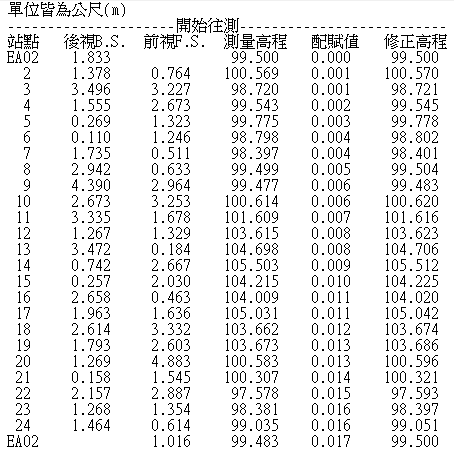 單位皆為公尺(m)
------------------------開始往測------------------------
站點 後視B.S. 前視F.S. 測量高程 配賦值 修正高程
EA02 1.833 99.500 0.000 99.500
2 1.378 0.764 100.569 0.001 100.570
3 3.496 3.227 98.720 0.001 98.721
4 1.555 2.673 99.543 0.002 99.545
5 0.269 1.323 99.775 0.003 99.778
6 0.110 1.246 98.798 0.004 98.802
7 1.735 0.511 98.397 0.004 98.401
8 2.942 0.633 99.499 0.005 99.504
9 4.390 2.964 99.477 0.006 99.483
10 2.673 3.253 100.614 0.006 100.620
11 3.335 1.678 101.609 0.007 101.616
12 1.267 1.329 103.615 0.008 103.623
13 3.472 0.184 104.698 0.008 104.706
14 0.742 2.667 105.503 0.009 105.512
15 0.257 2.030 104.215 0.010 104.225
16 2.658 0.463 104.009 0.011 104.020
17 1.963 1.636 105.031 0.011 105.042
18 2.614 3.332 103.662 0.012 103.674
19 1.793 2.603 103.673 0.013 103.686
20 1.269 4.883 100.583 0.013 100.596
21 0.158 1.545 100.307 0.014 100.321
22 2.157 2.887 97.578 0.015 97.593
23 1.268 1.354 98.381 0.016 98.397
24 1.464 0.614 99.035 0.016 99.051
EA02 1.016 99.483 0.017 99.500